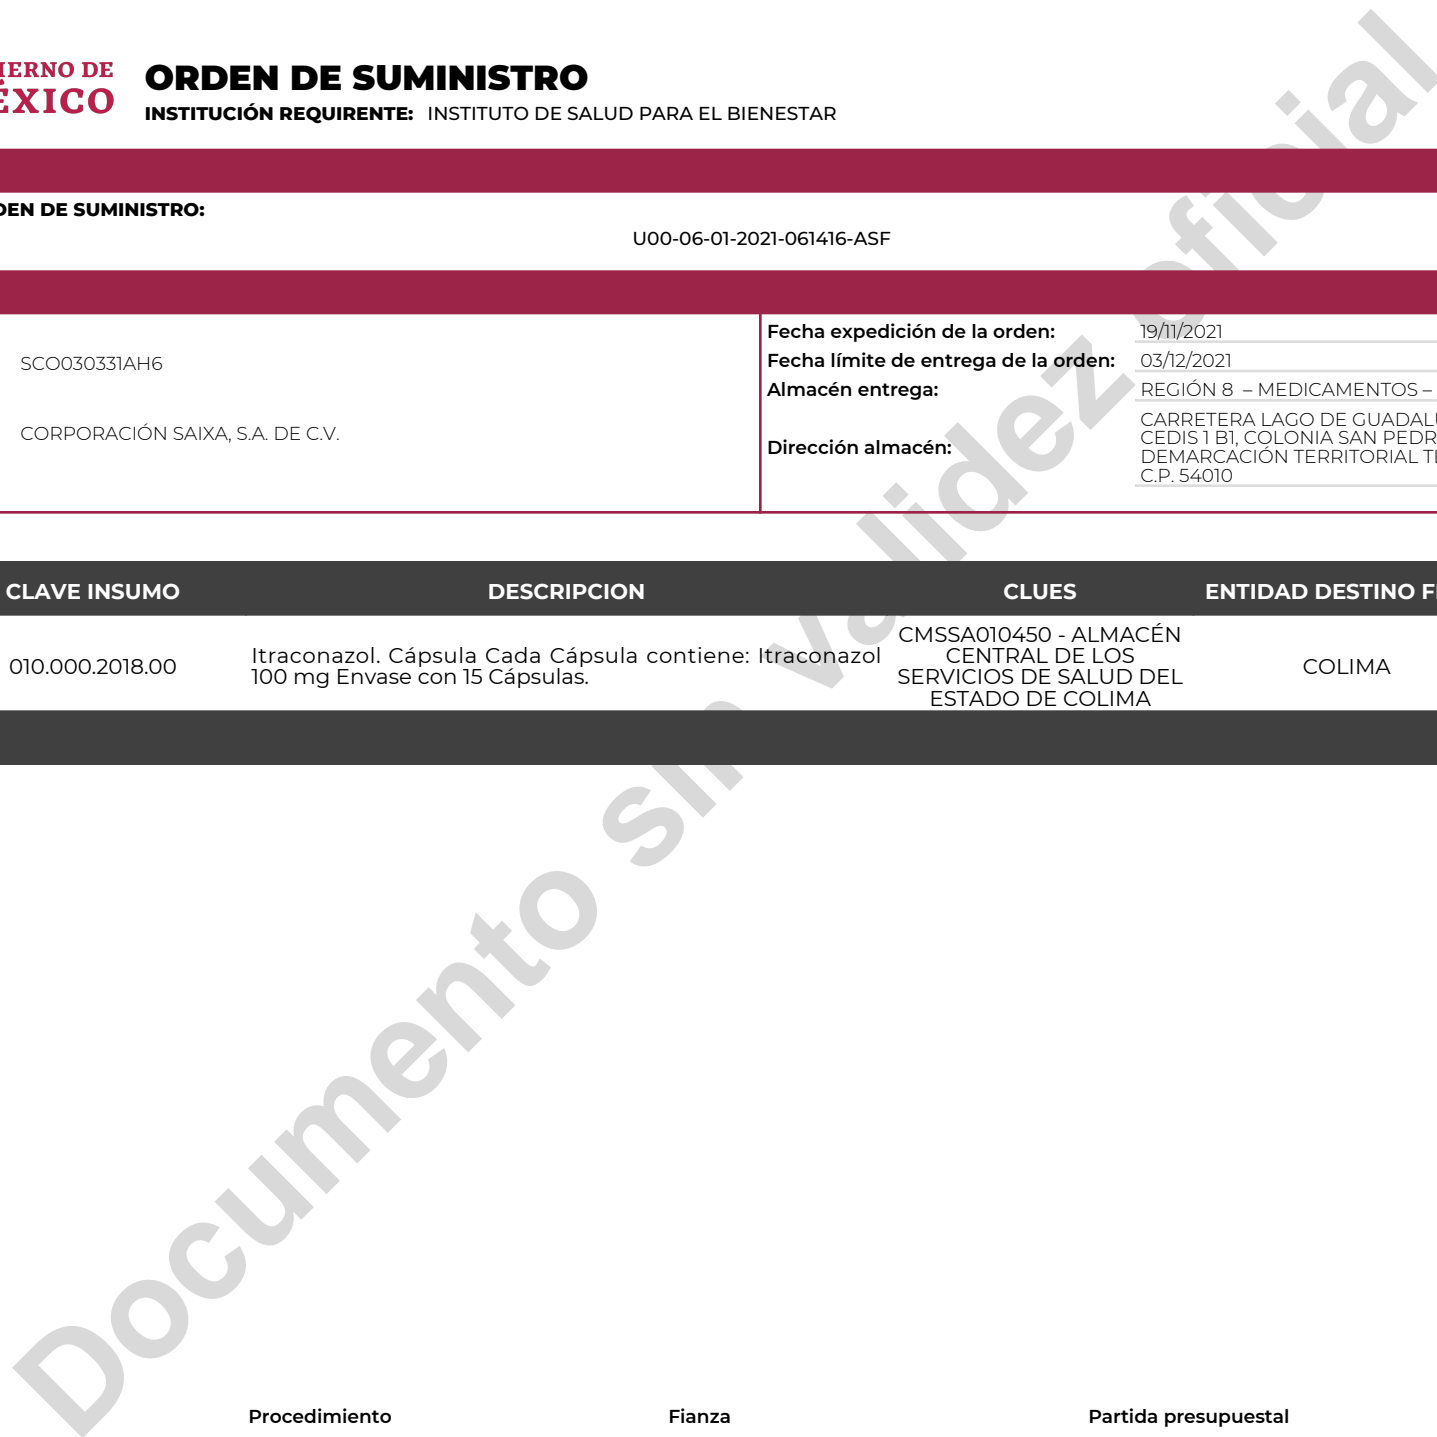 IERNO DE
ÉXICO
ORDEN DE SUMINISTRO
INSTITUCIÓN REQUIRENTE: INSTITUTO DE SALUD PARA EL BIENESTAR
DEN DE SUMINISTRO:
U00-06-01-2021-061416-ASF
SCO030331AH6
CORPORACIÓN SAIXA, S.A. DE C.V.
Fecha expedición de la orden: 19/11/2021
Fecha límite de entrega de la orden: 03/12/2021
Almacén entrega: REGIÓN 8 – MEDICAMENTOS –
Dirección almacén:
CARRETERA LAGO DE GUADALU
CEDIS 1 B1, COLONIA SAN PEDR
DEMARCACIÓN TERRITORIAL TL
C.P. 54010
CLAVE INSUMO DESCRIPCION CLUES ENTIDAD DESTINO F
010.000.2018.00
Itraconazol. Cápsula Cada Cápsula contiene: Itraconazol
100 mg Envase con 15 Cápsulas.
CMSSA010450 - ALMACÉN
CENTRAL DE LOS
SERVICIOS DE SALUD DEL
ESTADO DE COLIMA
COLIMA
Documento sin validez oficial
Procedimiento Fianza Partida presupuestal